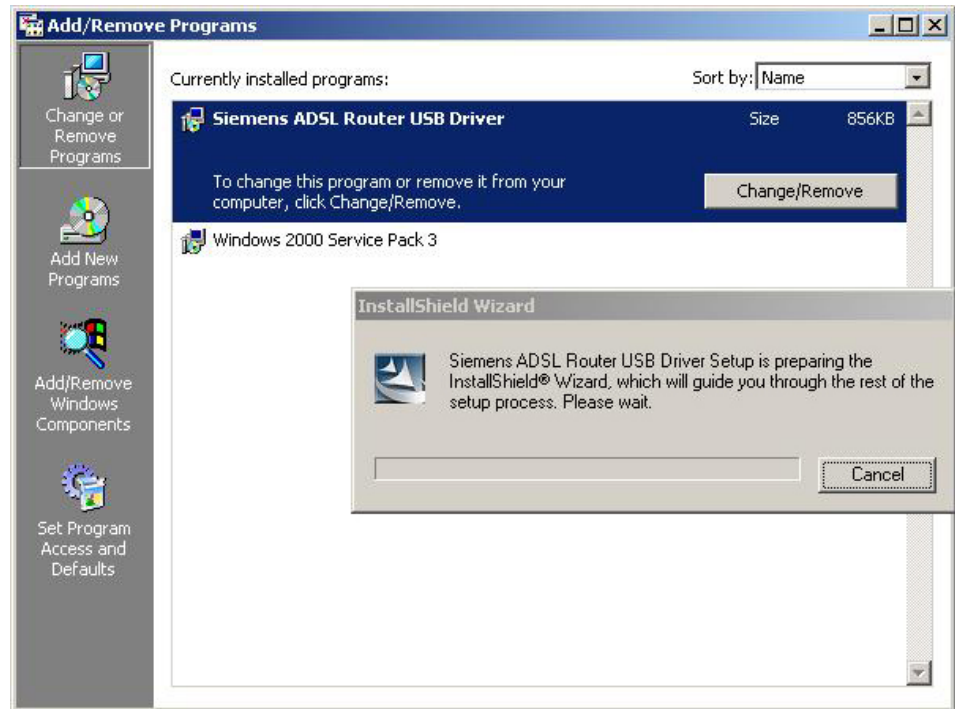 Add/Remove Programs
Change or
Remove
Programs
Add New
Programs
Add/Remove
Windows
Components
Set Program
Access and
Defaults
Currently installed programs:
Sort by: Name
Siemens ADSL Router USB Driver Size 856KB
To change this program or remove it from your
computer, click Change/Remove.
Change/Remove
Windows 2000 Service Pack 3
InstallShield Wizard
Siemens ADSL Router USB Driver Setup is preparing the
InstallShield® Wizard, which will guide you through the rest of the
setup process. Please wait.
Cancel